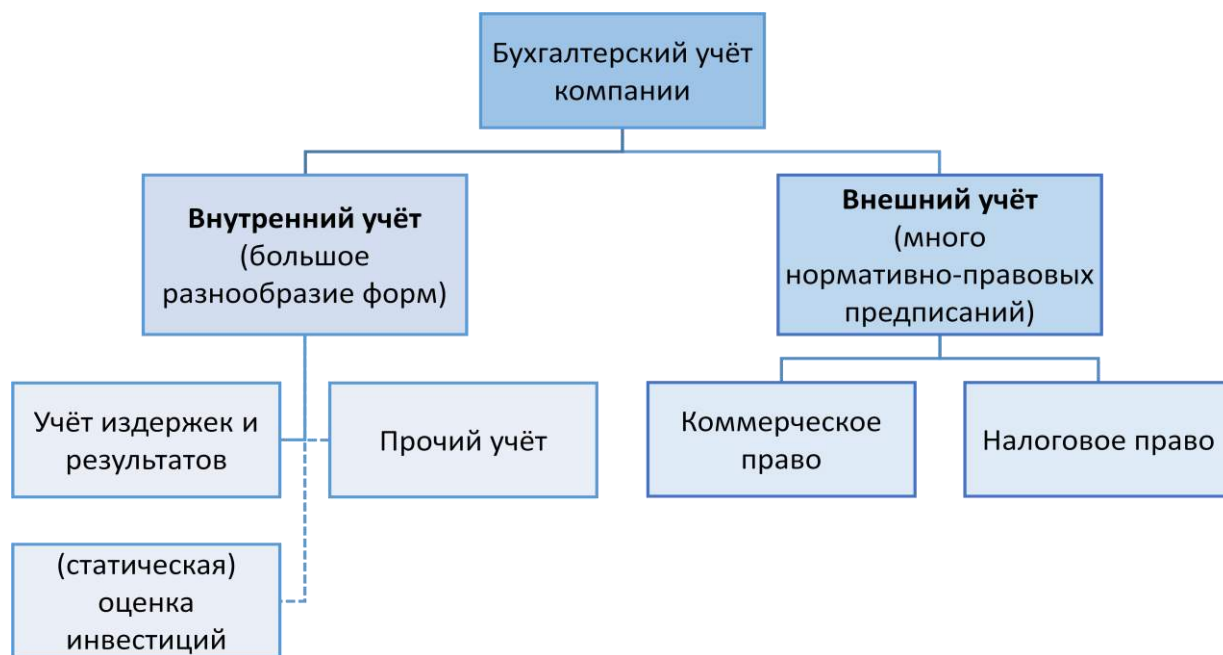 Бухгалтерский учёт
компании
Внутренний учёт
(большое
разнообразие форм)
Внешний учёт
(много
нормативно-правовых
предписаний)
Учёт издержек и
результатов
Прочий учёт
Коммерческое
право
Налоговое право
(статическая)
оценка
инвестиций